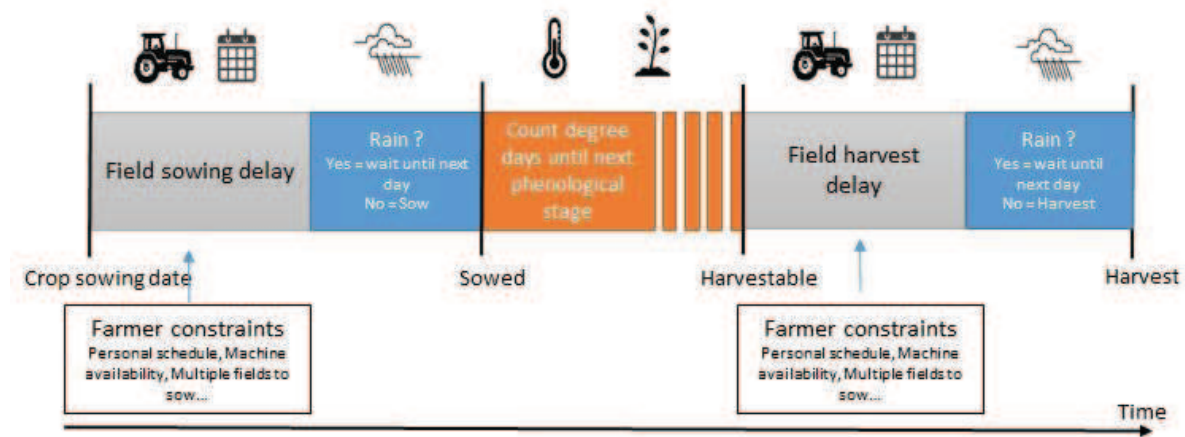 Field sowing delay
Rain ?
Yes = wait until next
day
No = Sow
Count degree
days until next
phenological
stage
Field harvest
delay
Rain ?
Yes = wait until
next day
No = Harvest
Crop sowing date
Sowed
Harvestable
Harvest
Farmer constraints
Personal schedule, Machine
availability, Multiple fields to
sow...
Farmer constraints
Personal schedule, Machine
availability, Multiple fields to
sow...
Time